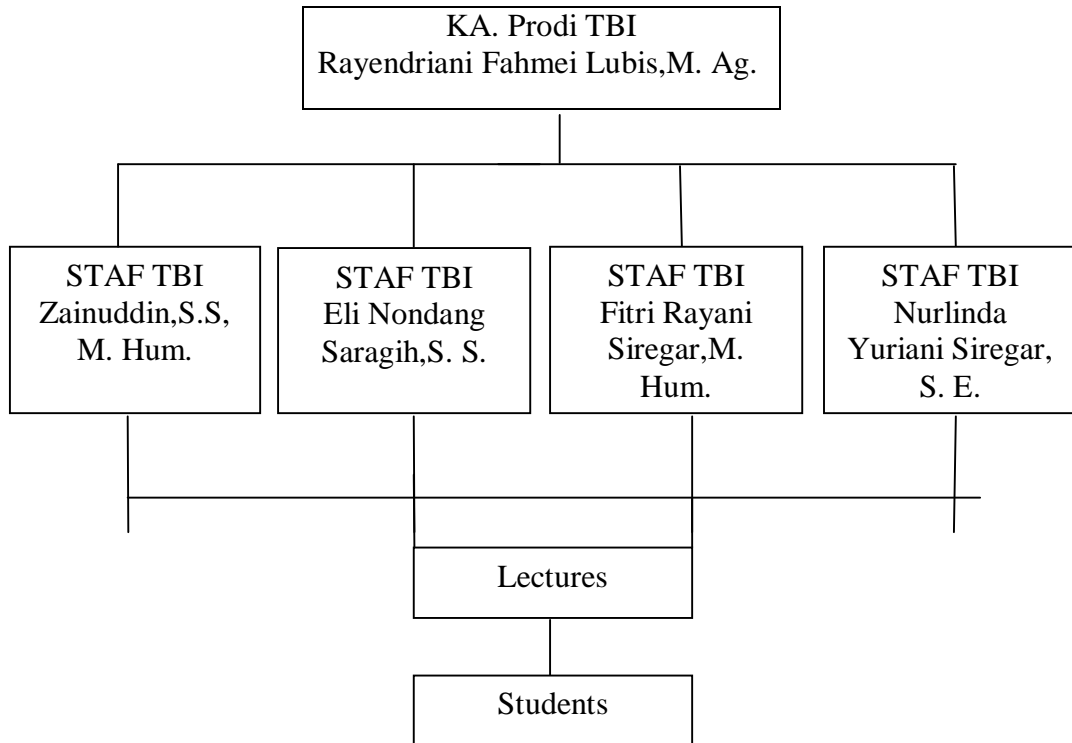 KA. Prodi TBI
Rayendriani Fahmei Lubis,M. Ag.
STAF TBI
Zainuddin,S.S,
M. Hum.
STAF TBI
Eli Nondang
Saragih,S. S.
STAF TBI
Fitri Rayani
Siregar,M.
Hum.
STAF TBI
Nurlinda
Yuriani Siregar,
S. E.
Lectures
Students